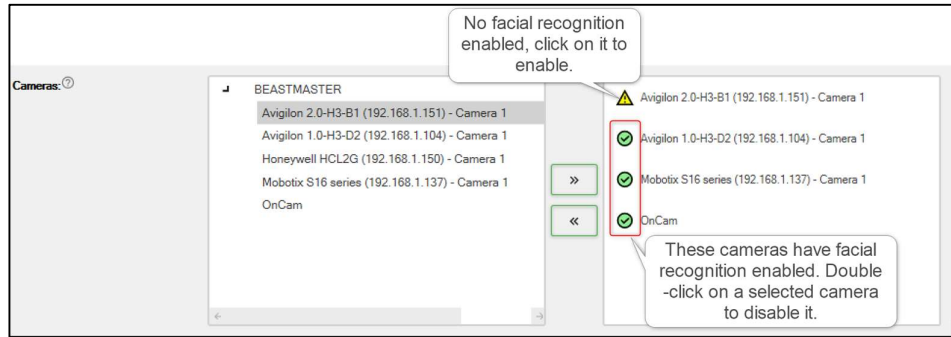 No facial recognition
enabled, click on it to
enable.
Cameras:?
BEASTMASTER
Avigilon 2.0-H3-B1 (192.168.1.151) - Camera 1
Avigilon 1.0-H3-D2 (192.168.1.104) - Camera 1
Honeywell HCL2G (192.168.1.150) - Camera 1
Mobotix S16 series (192.168.1.137) - Camera 1
OnCam
»
«
Avigilon 2.0-H3-B1 (192.168.1.151) - Camera 1
Avigilon 1.0-H3-D2 (192.168.1.104) - Camera 1
Mobotix S16 series (192.168.1.137) - Camera 1
OnCam
These cameras have facial
recognition enabled. Double
-click on a selected camera
to disable it.